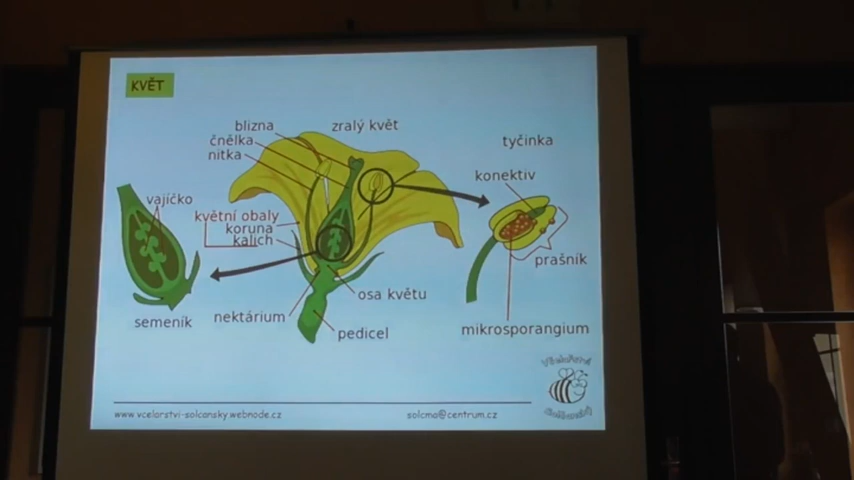 KVĚT
blizna
zralý květ
čnělka
nitka
tyčinka
konektiv
vajíčko
květní obaly
koruna
kalich
prašník
osa květu
semeník
nektárium
pedicel
mikrosporangium
Včelařství
www.vcelarstvi-solcansky.webnode.cz
solcma@centrum.cz